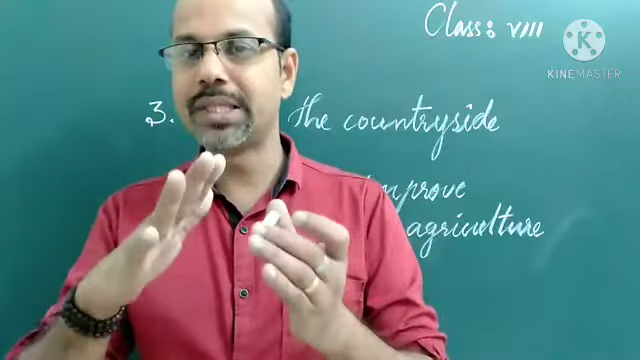 Class: VIII
K
KINEMASTER
3. the countryside
improve
agriculture